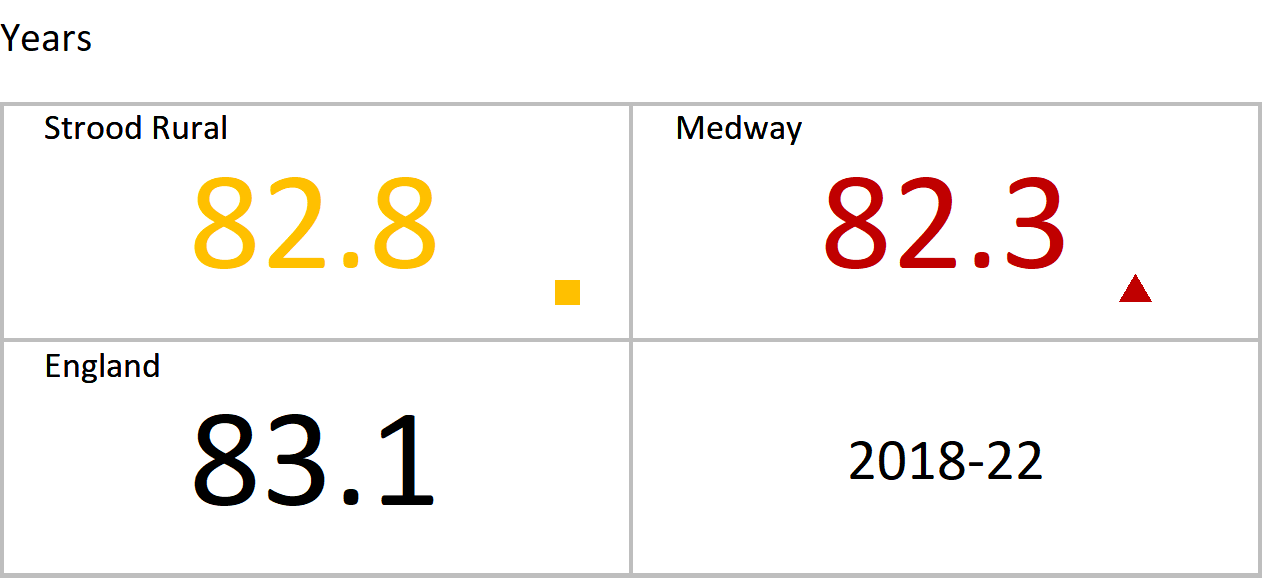 Years
Strood Rural
82.8
Medway
82.3
England
83.1
2018-22